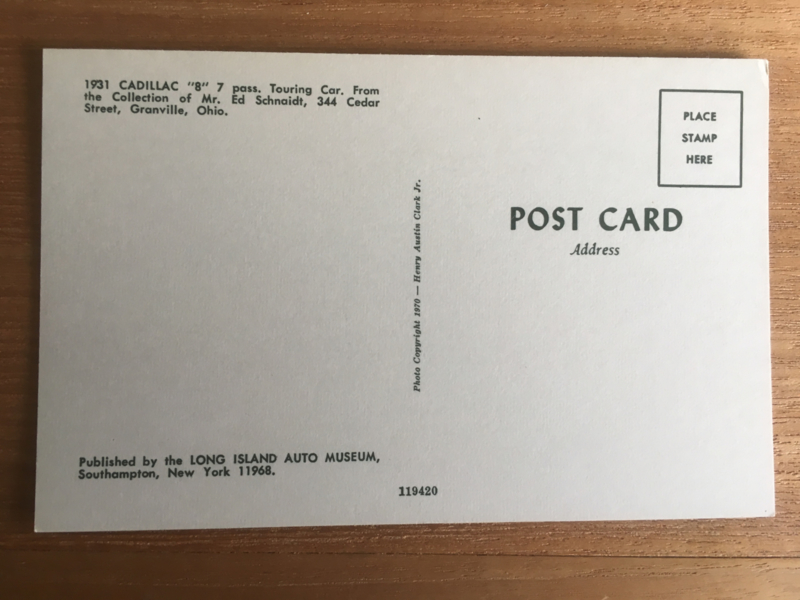 1931 CADILLAC "8" 7 pass. Touring Car. From
the Collection of Mr. Ed Schnaidt, 344 Cedar
Street, Granville, Ohio.
PLACE
STAMP
HERE
POST CARD
Address
Photo Copyright 1970 — Henry Austin Clark Jr.
Published by the LONG ISLAND AUTO MUSEUM,
Southampton, New York 11968.
119420